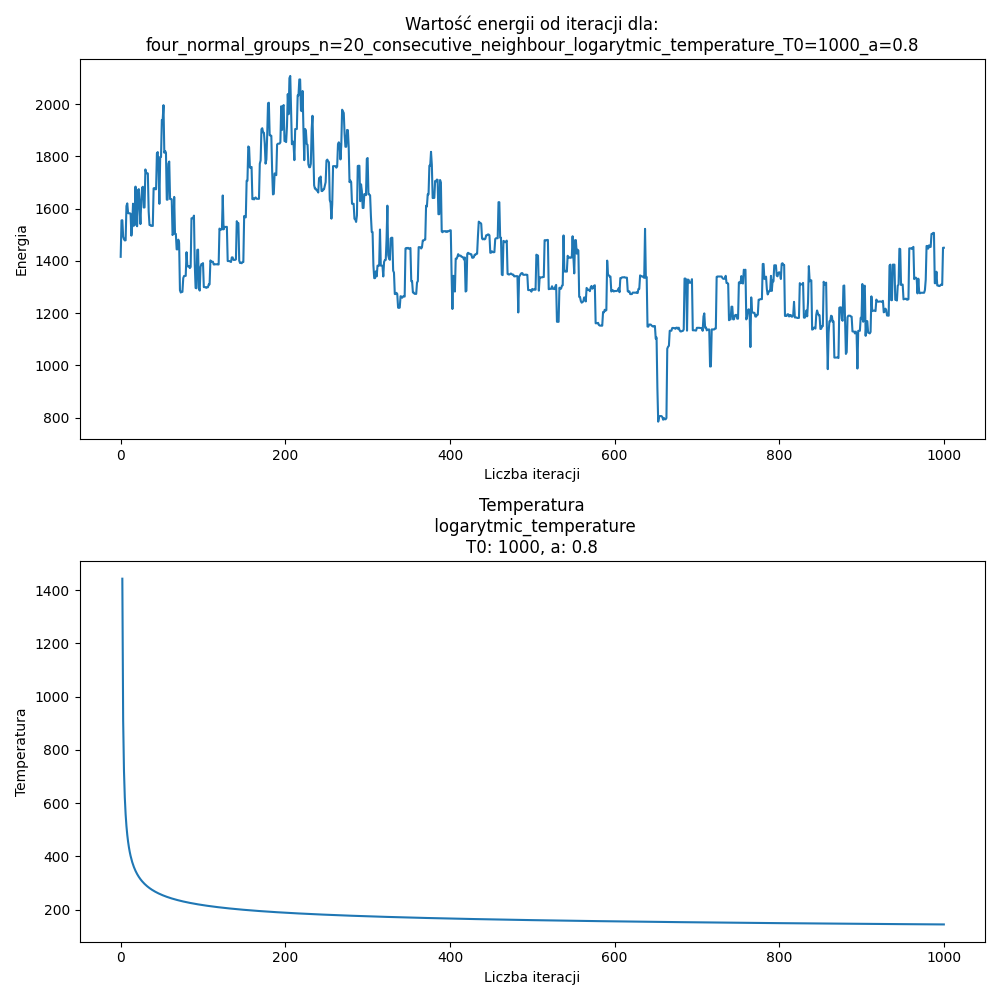 Wartość energii od iteracji dla:
four_normal_groups_n=20_consecutive_neighbour_logarytmic_temperature_T0=1000_a=0.8
2000
1800
1600
1400
1200
1000
800
Energia
0 200 400 600 800 1000
Liczba iteracji
Temperatura
logarytmic_temperature
T0: 1000, a: 0.8
1400
1200
1000
800
600
400
200
Temperatura
0 200 400 600 800 1000
Liczba iteracji